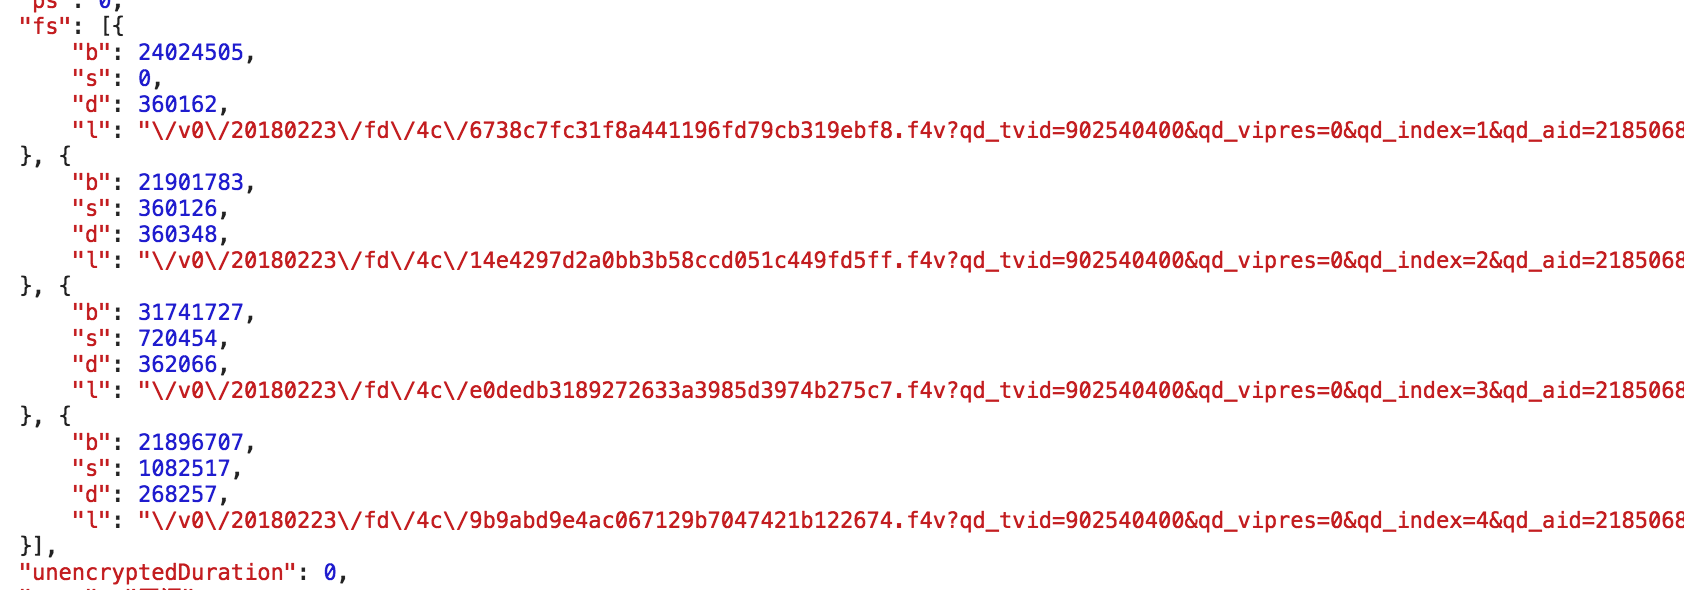 "ps": 0,
"fs": [{
"b": 24024505,
"s": 0,
"d": 360162,
"l": "\/v0\/20180223\/fd\/4c\/6738c7fc31f8a441196fd79cb319ebf8.f4v?qd_tvid=902540400&qd_vipres=0&qd_index=1&qd_aid=2185068
}, {
"b": 21901783,
"s": 360126,
"d": 360348,
"l": "\/v0\/20180223\/fd\/4c\/14e4297d2a0bb3b58ccd051c449fd5ff.f4v?qd_tvid=902540400&qd_vipres=0&qd_index=2&qd_aid=2185068
}, {
"b": 31741727,
"s": 720454,
"d": 362066,
"l": "\/v0\/20180223\/fd\/4c\/e0dedb3189272633a3985d3974b275c7.f4v?qd_tvid=902540400&qd_vipres=0&qd_index=3&qd_aid=2185068
}, {
"b": 21896707,
"s": 1082517,
"d": 268257,
"l": "\/v0\/20180223\/fd\/4c\/9b9abd9e4ac067129b7047421b122674.f4v?qd_tvid=902540400&qd_vipres=0&qd_index=4&qd_aid=2185068
}],
"unencryptedDuration": 0,